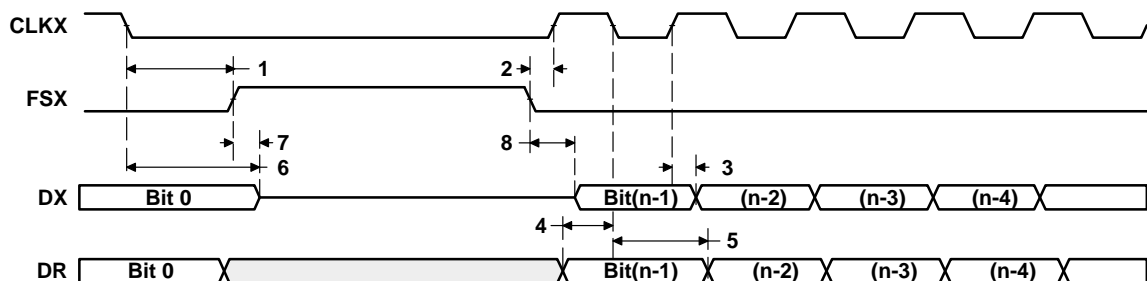 CLKX
1 2
FSX
7 8
6 3
DX Bit 0 Bit(n-1) (n-2) (n-3) (n-4)
4 5
DR Bit 0 Bit(n-1) (n-2) (n-3) (n-4)